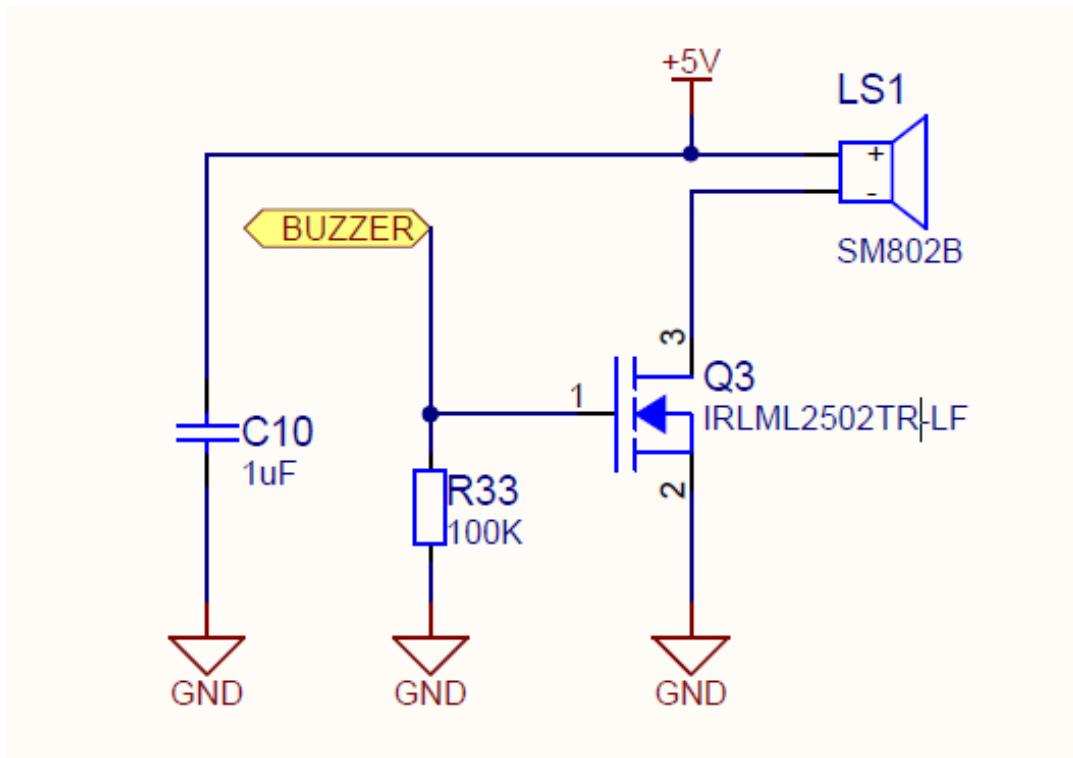 +5V
LS1
+
-
BUZZER
SM802B
3
Q3
1
IRLML2502TR-LF
C10
1uF
2
R33
100K
GND
GND
GND